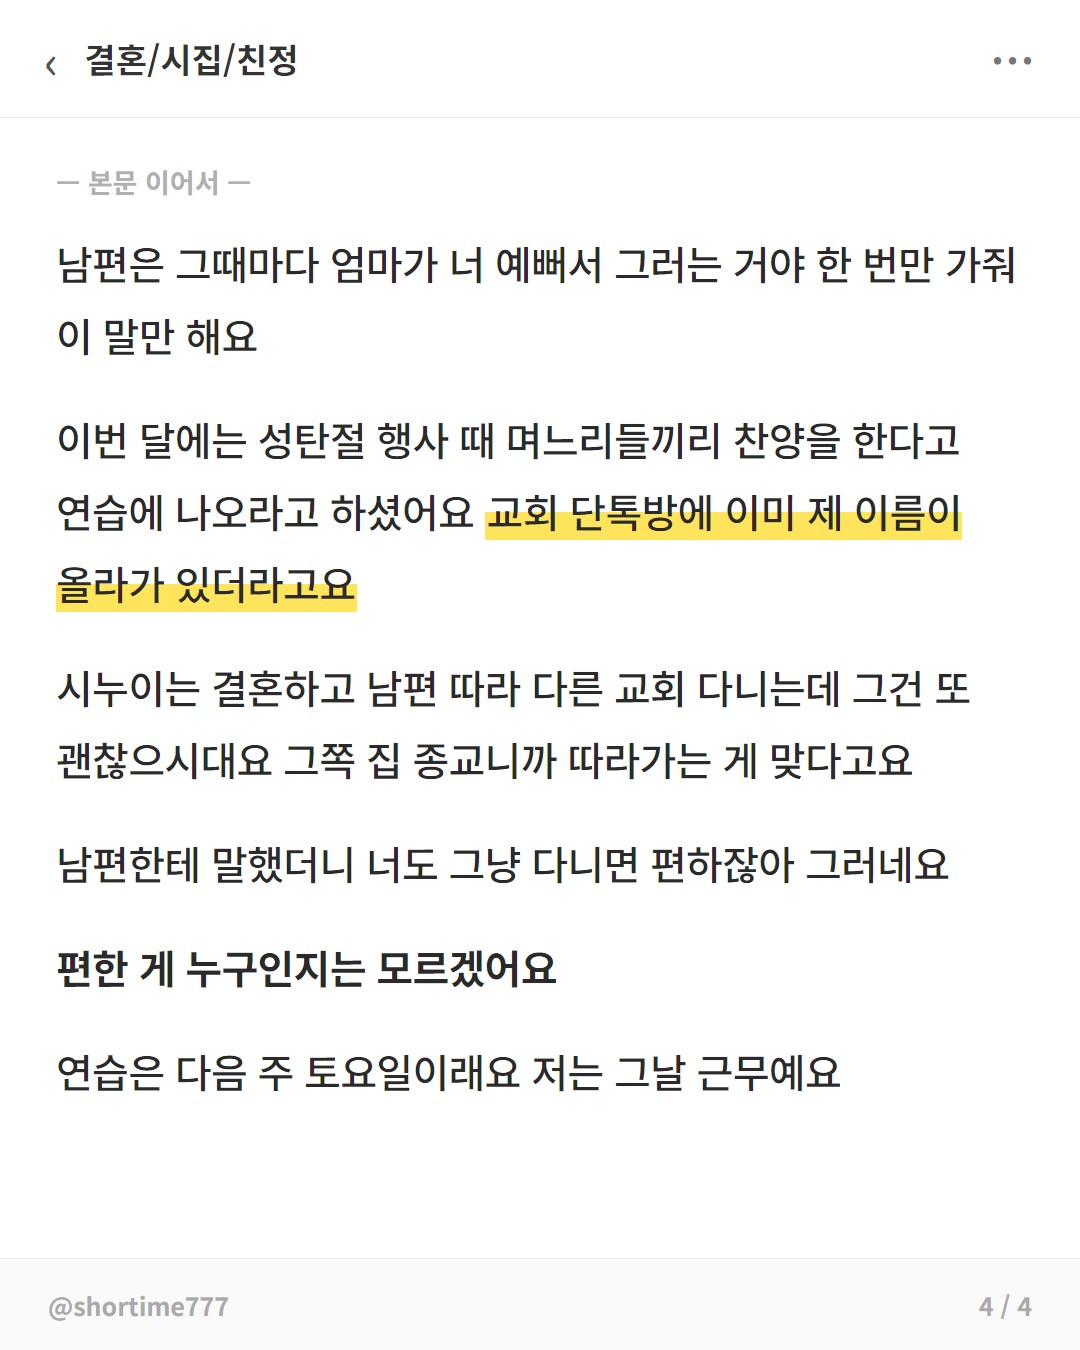 ‹ 결혼/시집/친정 •••
— 본문 이어서 —
남편은 그때마다 엄마가 너 예뻐서 그러는 거야 한 번만 가줘
이 말만 해요
이번 달에는 성탄절 행사 때 며느리들끼리 찬양을 한다고
연습에 나오라고 하셨어요 교회 단톡방에 이미 제 이름이
올라가 있더라고요
시누이는 결혼하고 남편 따라 다른 교회 다니는데 그건 또
괜찮으시대요 그쪽 집 종교니까 따라가는 게 맞다고요
남편한테 말했더니 너도 그냥 다니면 편하잖아 그러네요
편한 게 누구인지는 모르겠어요
연습은 다음 주 토요일이래요 저는 그날 근무예요
@shortime777 4 / 4